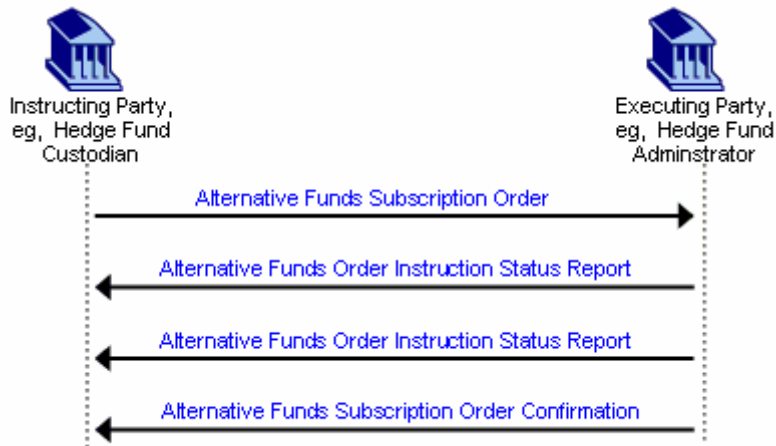 Instructing Party,
eg, Hedge Fund
Custodian
Executing Party,
eg, Hedge Fund
Adminstrator
Alternative Funds Subscription Order
Alternative Funds Order Instruction Status Report
Alternative Funds Order Instruction Status Report
Alternative Funds Subscription Order Confirmation